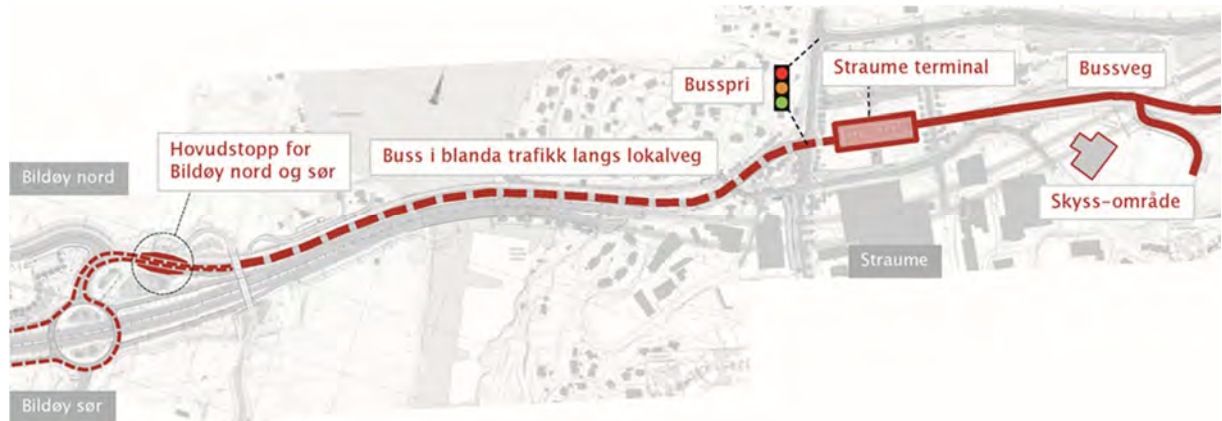 Busspri
Straume terminal
Bussveg
Hovudstopp for
Bildøy nord og sør
Buss i blanda trafikk langs lokalveg
Bildøy nord
Skyss-område
Straume
Bildøy sør